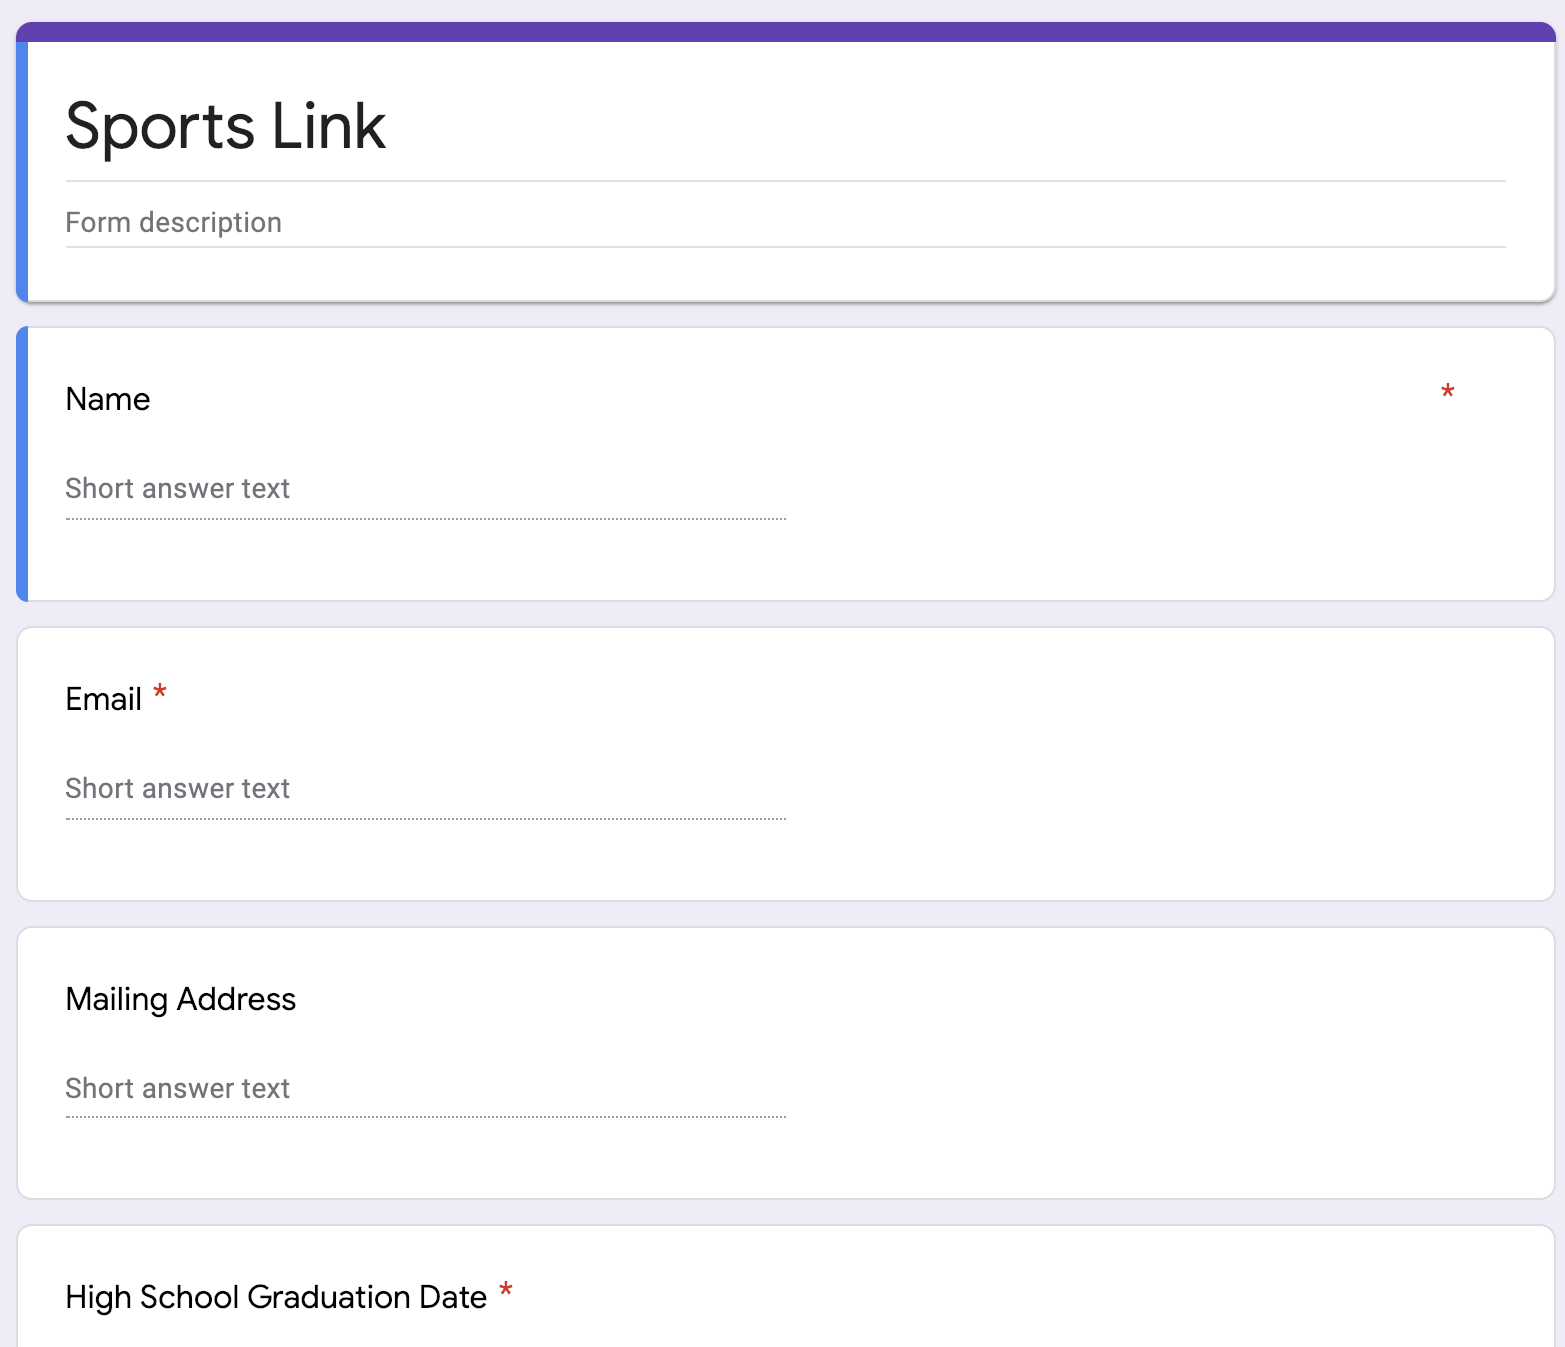 Sports Link
Form description
Name *
Short answer text
Email *
Short answer text
Mailing Address
Short answer text
High School Graduation Date *